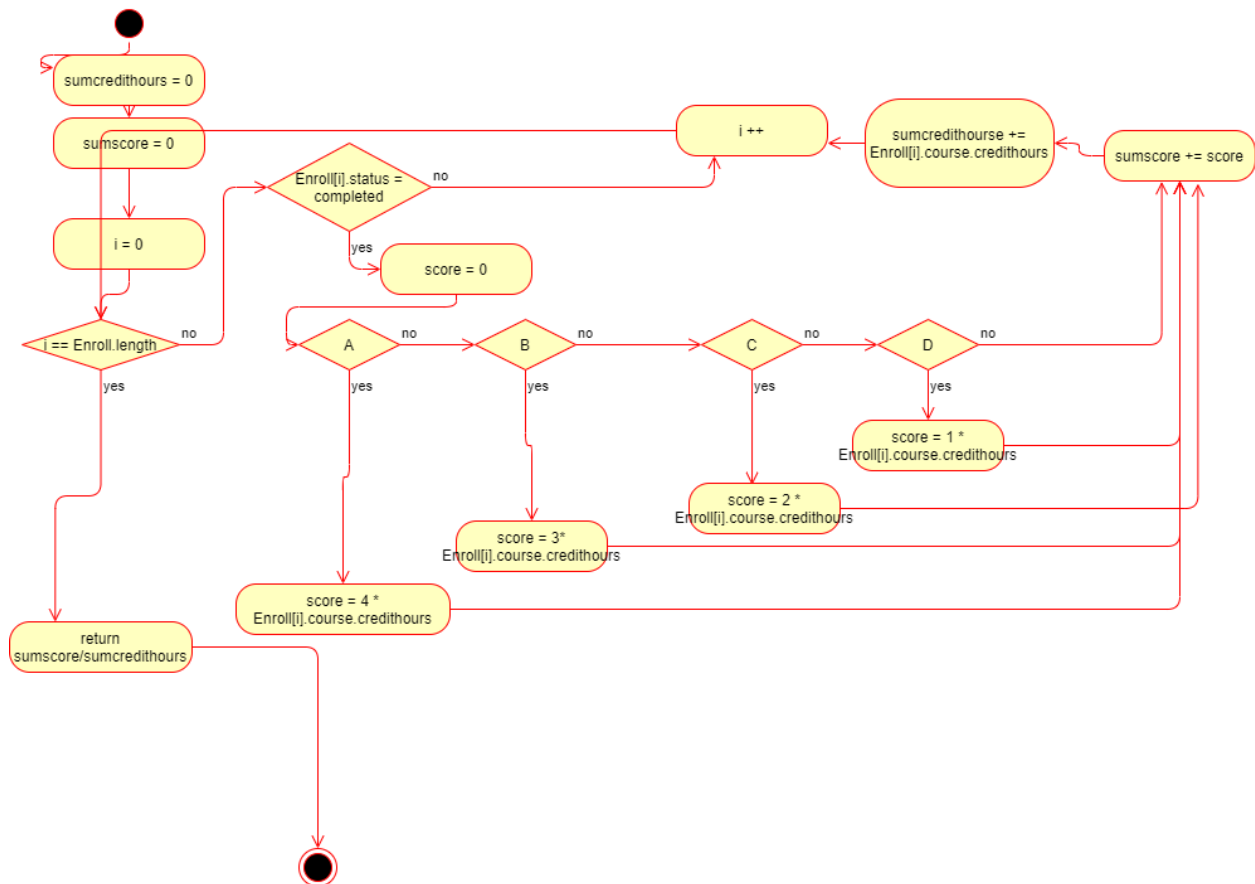 sumcredithours = 0
sumscore = 0
i = 0
i == Enroll.length
no
yes
return
sumscore/sumcredithours
Enroll[i].status =
completed
no
yes
score = 0
A
no
yes
B
no
yes
C
no
yes
D
no
yes
score = 4 *
Enroll[i].course.credithours
score = 3*
Enroll[i].course.credithours
score = 2 *
Enroll[i].course.credithours
score = 1 *
Enroll[i].course.credithours
sumscore += score
sumcredithourse +=
Enroll[i].course.credithours
i ++